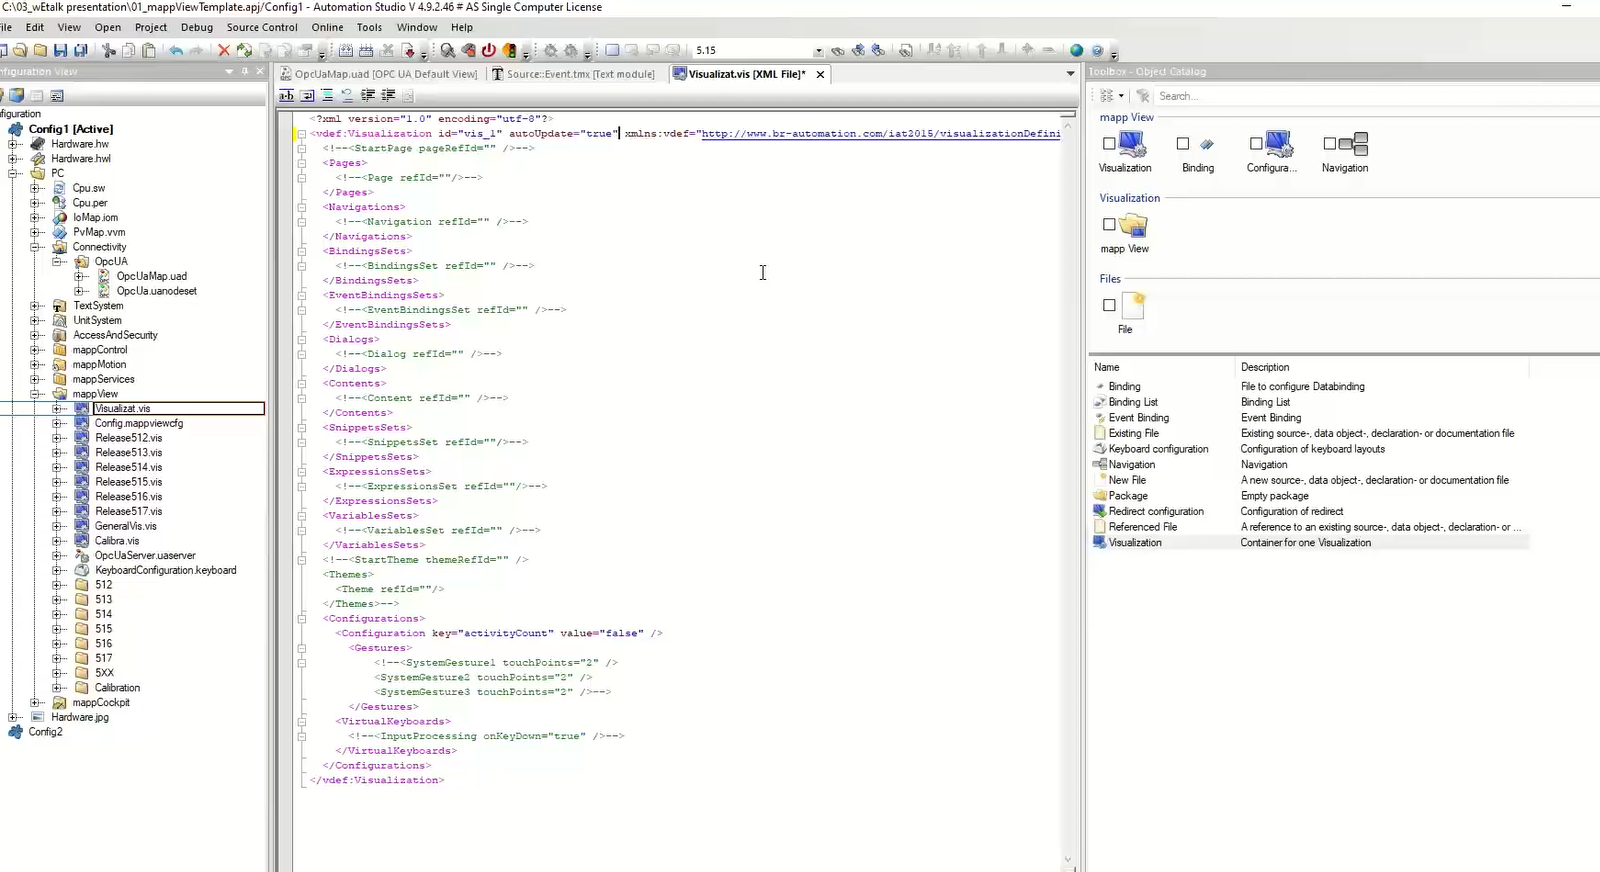 C:\03_wEtalk presentation\01_mappViewTemplate.apj/Config1 - Automation Studio V 4.9.2.46 # AS Single Computer License
ile Edit View Open Project Debug Source Control Online Tools Window Help
5.15
nfiguration View
OpcUaMap.uad [OPC UA Default View] Source::Event.tmx [Text module] Visualizat.vis [XML File]*
Toolbox - Object Catalog
Search...
nfiguration
Config1 [Active]
Hardware.hw
Hardware.hwl
PC
Cpu.sw
Cpu.per
IoMap.iom
PvMap.vvm
Connectivity
OpcUA
OpcUaMap.uad
OpcUa.uanodeset
TextSystem
UnitSystem
AccessAndSecurity
mappControl
mappMotion
mappServices
mappView
Visualizat.vis
Config.mappviewcfg
Release512.vis
Release513.vis
Release514.vis
Release515.vis
Release516.vis
Release517.vis
GeneralVis.vis
Calibra.vis
OpcUaServer.uaserver
KeyboardConfiguration.keyboard
512
513
514
515
516
517
5XX
Calibration
mappCockpit
Hardware.jpg
Config2
<?xml version="1.0" encoding="utf-8"?>
<vdef:Visualization id="vis_1" autoUpdate="true" xmlns:vdef="http://www.br-automation.com/iat2015/visualizationDefini
<!--<StartPage pageRefId="" />-->
<Pages>
<!--<Page refId=""/>-->
</Pages>
<Navigations>
<!--<Navigation refId="" />-->
</Navigations>
<BindingsSets>
<!--<BindingsSet refId="" />-->
</BindingsSets>
<EventBindingsSets>
<!--<EventBindingsSet refId="" />-->
</EventBindingsSets>
<Dialogs>
<!--<Dialog refId="" />-->
</Dialogs>
<Contents>
<!--<Content refId="" />-->
</Contents>
<SnippetsSets>
<!--<SnippetsSet refId=""/>-->
</SnippetsSets>
<ExpressionsSets>
<!--<ExpressionsSet refId=""/>-->
</ExpressionsSets>
<VariablesSets>
<!--<VariablesSet refId="" />-->
</VariablesSets>
<!--<StartTheme themeRefId="" />
<Themes>
<Theme refId=""/>
</Themes>-->
<Configurations>
<Configuration key="activityCount" value="false" />
<Gestures>
<!--<SystemGesture1 touchPoints="2" />
<SystemGesture2 touchPoints="2" />
<SystemGesture3 touchPoints="2" />-->
</Gestures>
<VirtualKeyboards>
<!--<InputProcessing onKeyDown="true" />-->
</VirtualKeyboards>
</Configurations>
</vdef:Visualization>
mapp View
Visualization Binding Configura... Navigation
Visualization
mapp View
Files
File
Name Description
Binding File to configure Databinding
Binding List Binding List
Event Binding Event Binding
Existing File Existing source-, data object-, declaration- or documentation file
Keyboard configuration Configuration of keyboard layouts
Navigation Navigation
New File A new source-, data object-, declaration- or documentation file
Package Empty package
Redirect configuration Configuration of redirect
Referenced File A reference to an existing source-, data object-, declaration- or ...
Visualization Container for one Visualization